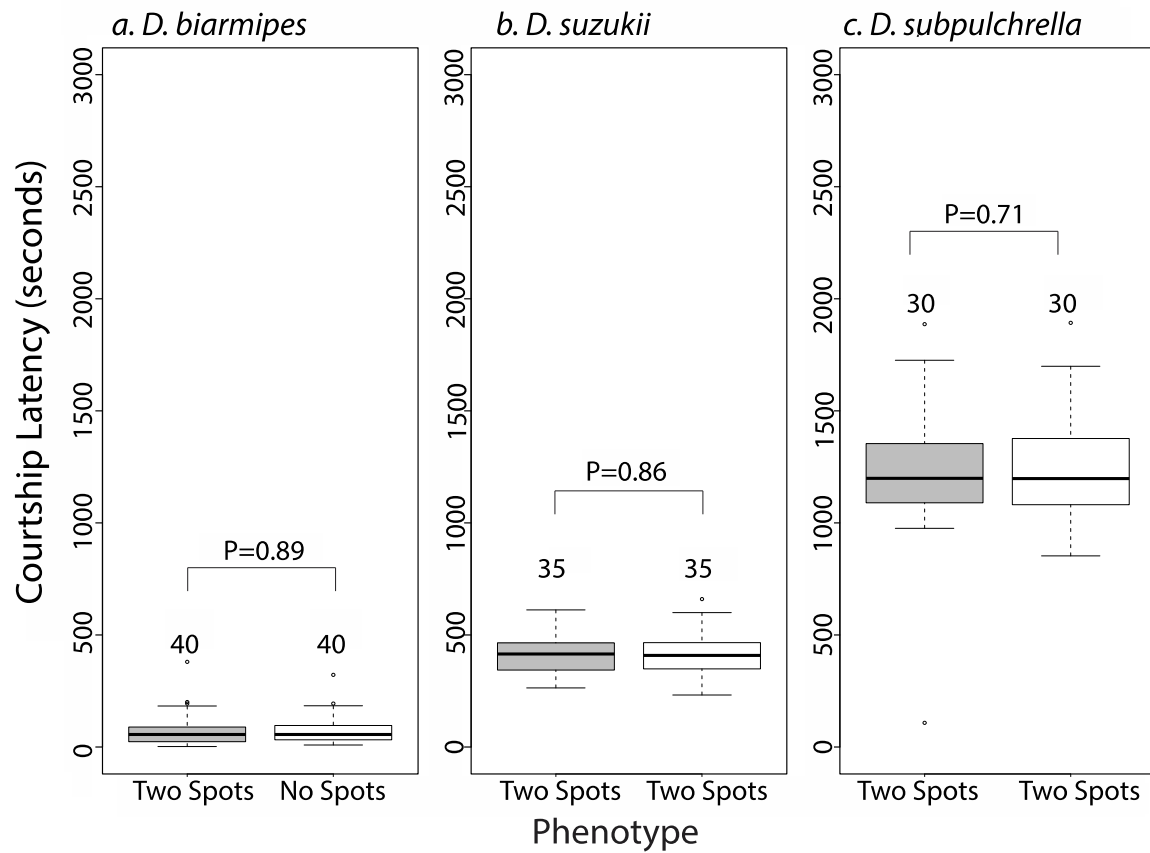 a. D. biarmipes
b. D. suzukii
c. D. subpulchrella
Courtship Latency (seconds)
3000
2500
2000
1500
1000
500
0
P=0.89
40
40
Two Spots
No Spots
3000
2500
2000
1500
1000
500
0
P=0.86
35
35
Two Spots
Two Spots
3000
2500
2000
1500
1000
500
0
P=0.71
30
30
Two Spots
Two Spots
Phenotype